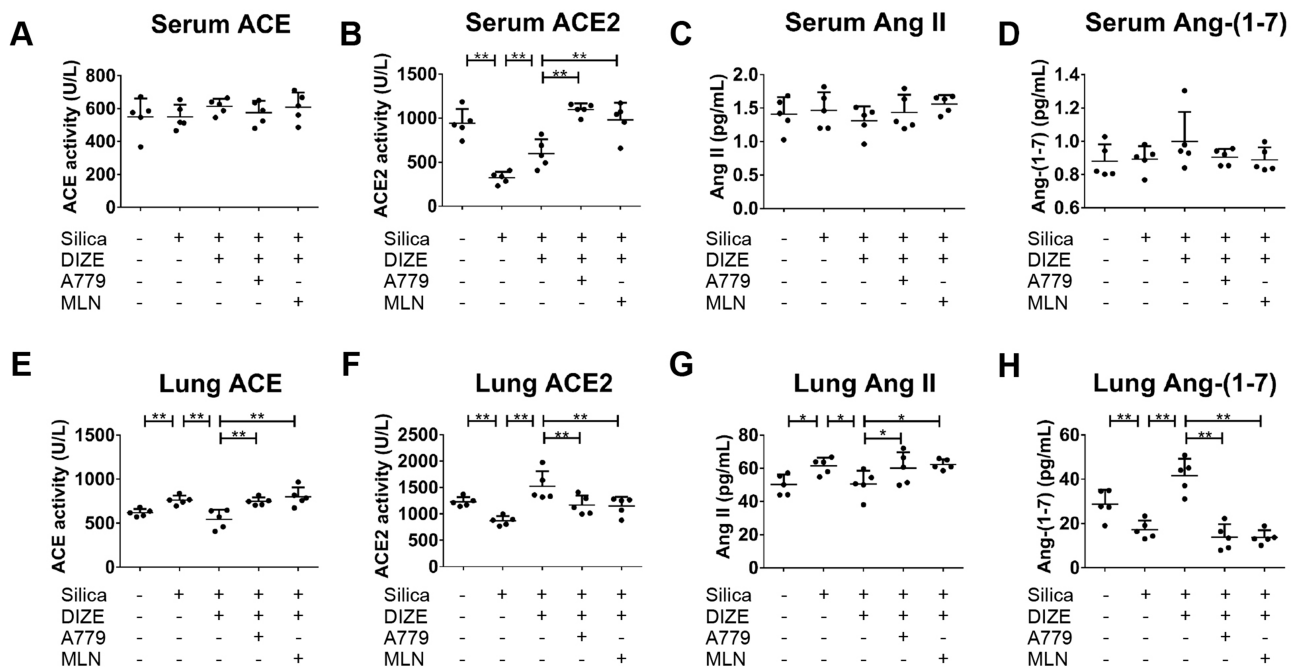 A Serum ACE B Serum ACE2 C Serum Ang II D Serum Ang-(1-7)
ACE activity (U/L)
800
600
400
200
0
** ** ** **
ACE2 activity (U/L)
1500
1000
500
0
Ang II (pg/mL)
2.0
1.5
1.0
0.5
0.0
Ang-(1-7) (pg/mL)
1.4
1.2
1.0
0.8
0.6
Silica - + + + + Silica - + + + + Silica - + + + + Silica - + + + +
DIZE - - + + + DIZE - - + + + DIZE - - + + + DIZE - - + + +
A779 - - - + - A779 - - - + - A779 - - - + - A779 - - - + -
MLN - - - - + MLN - - - - + MLN - - - - + MLN - - - - +
E Lung ACE F Lung ACE2 G Lung Ang II H Lung Ang-(1-7)
** ** ** **
ACE activity (U/L)
1500
1000
500
0
** ** ** **
ACE2 activity (U/L)
2500
2000
1500
1000
500
0
* * * *
Ang II (pg/mL)
80
60
40
20
0
** ** ** **
Ang-(1-7) (pg/mL)
60
40
20
0
Silica - + + + + Silica - + + + + Silica - + + + + Silica - + + + +
DIZE - - + + + DIZE - - + + + DIZE - - + + + DIZE - - + + +
A779 - - - + - A779 - - - + - A779 - - - + - A779 - - - + -
MLN - - - - + MLN - - - - + MLN - - - - + MLN - - - - +